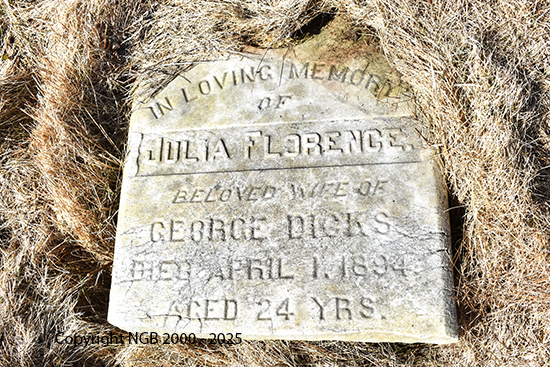 IN LOVING MEMORY
OF
JULIA FLORENCE.
BELOVED WIFE OF
GEORGE DICKS
DIED APRIL 1, 1894.
AGED 24 YRS.
Copyright NGB 2000 - 2025